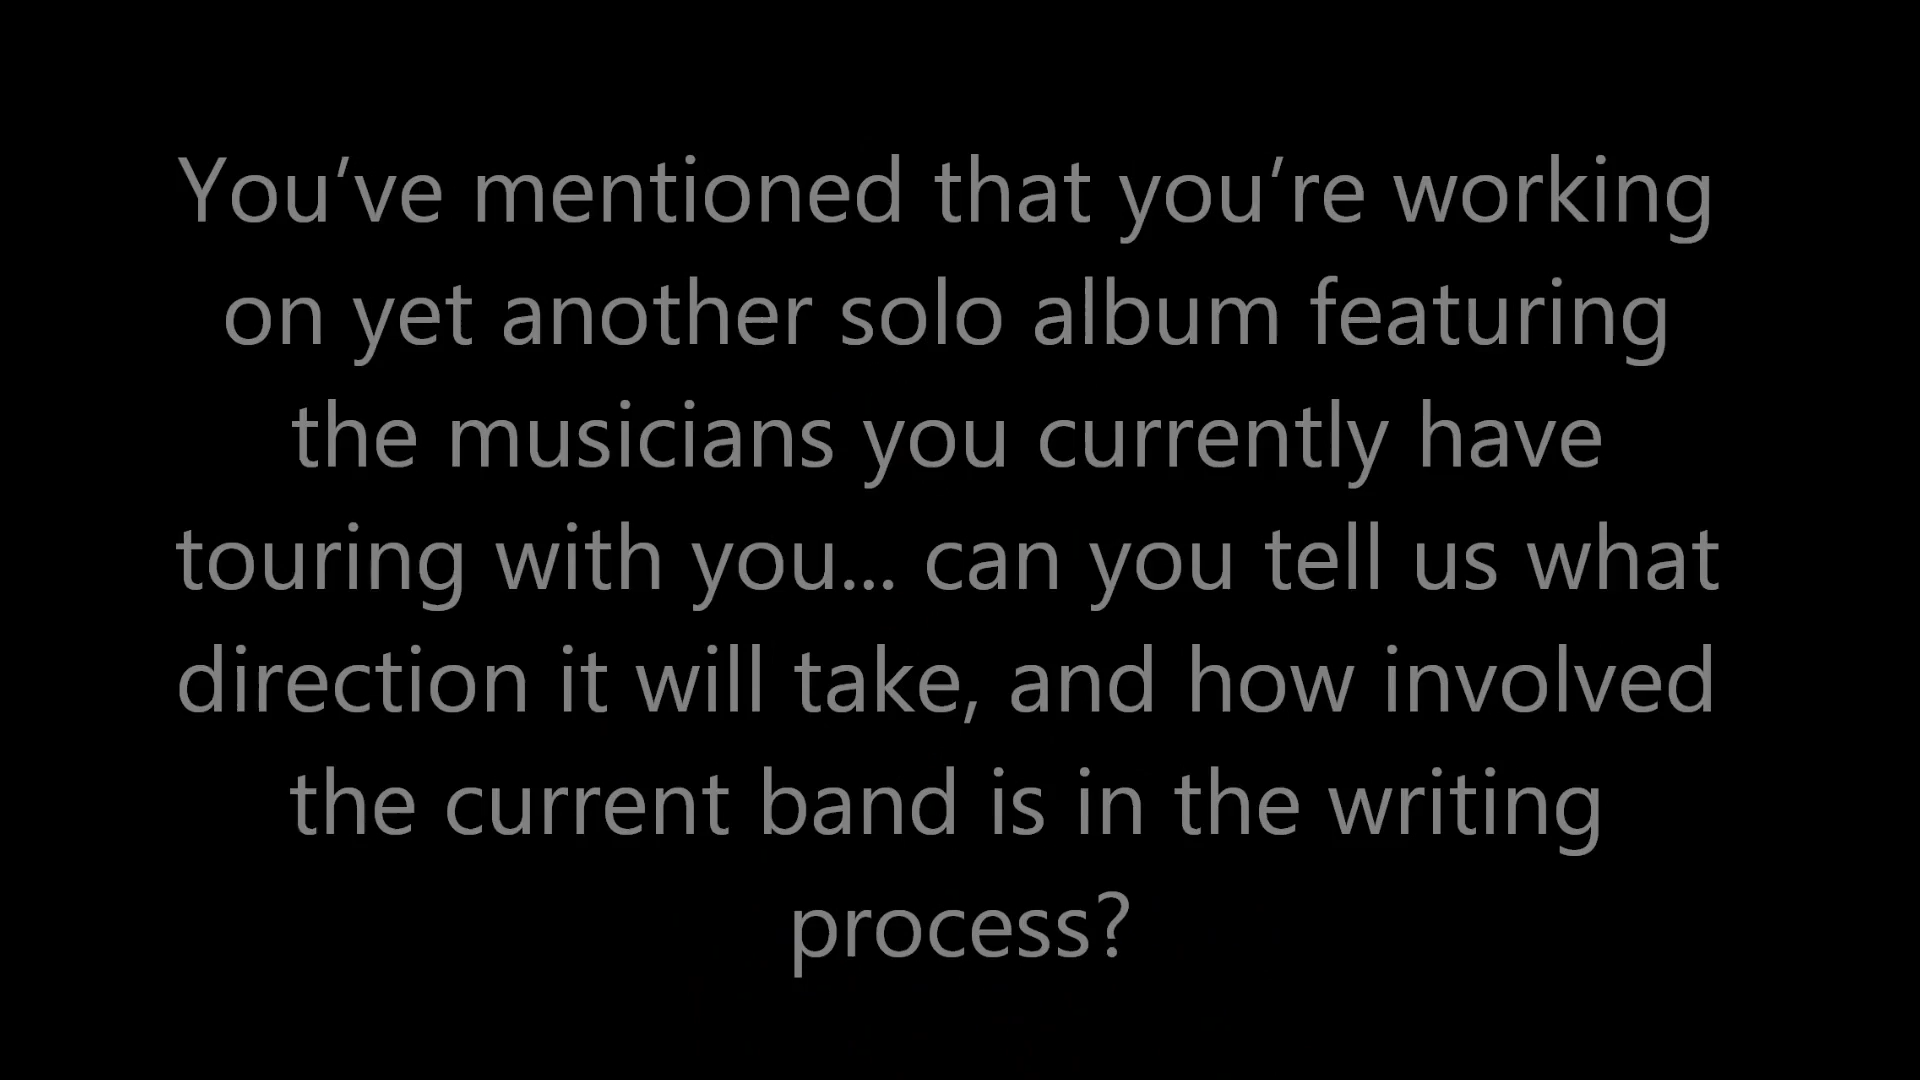 You’ve mentioned that you’re working
on yet another solo album featuring
the musicians you currently have
touring with you... can you tell us what
direction it will take, and how involved
the current band is in the writing
process?